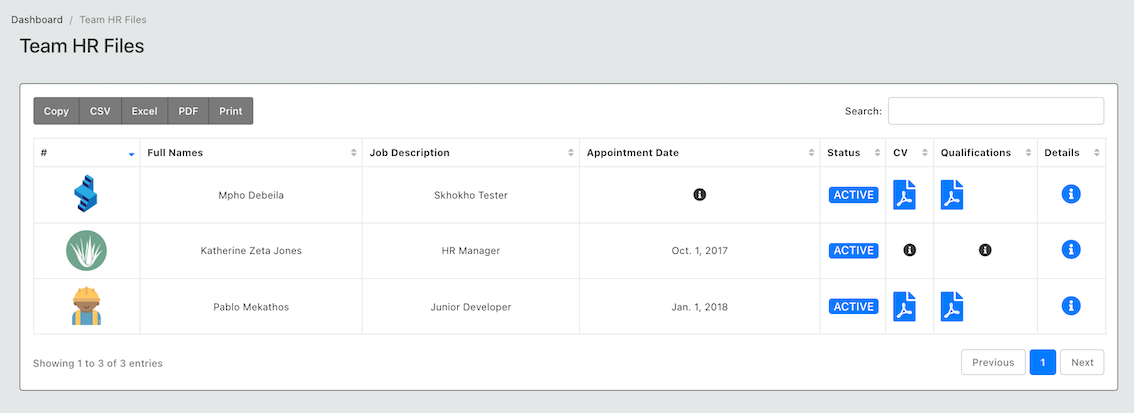 Dashboard / Team HR Files
Team HR Files
Copy CSV Excel PDF Print Search:
# Full Names Job Description Appointment Date Status CV Qualifications Details
Mpho Debeila Skhokho Tester ACTIVE
Katherine Zeta Jones HR Manager Oct. 1, 2017 ACTIVE
Pablo Mekathos Junior Developer Jan. 1, 2018 ACTIVE
Showing 1 to 3 of 3 entries Previous 1 Next